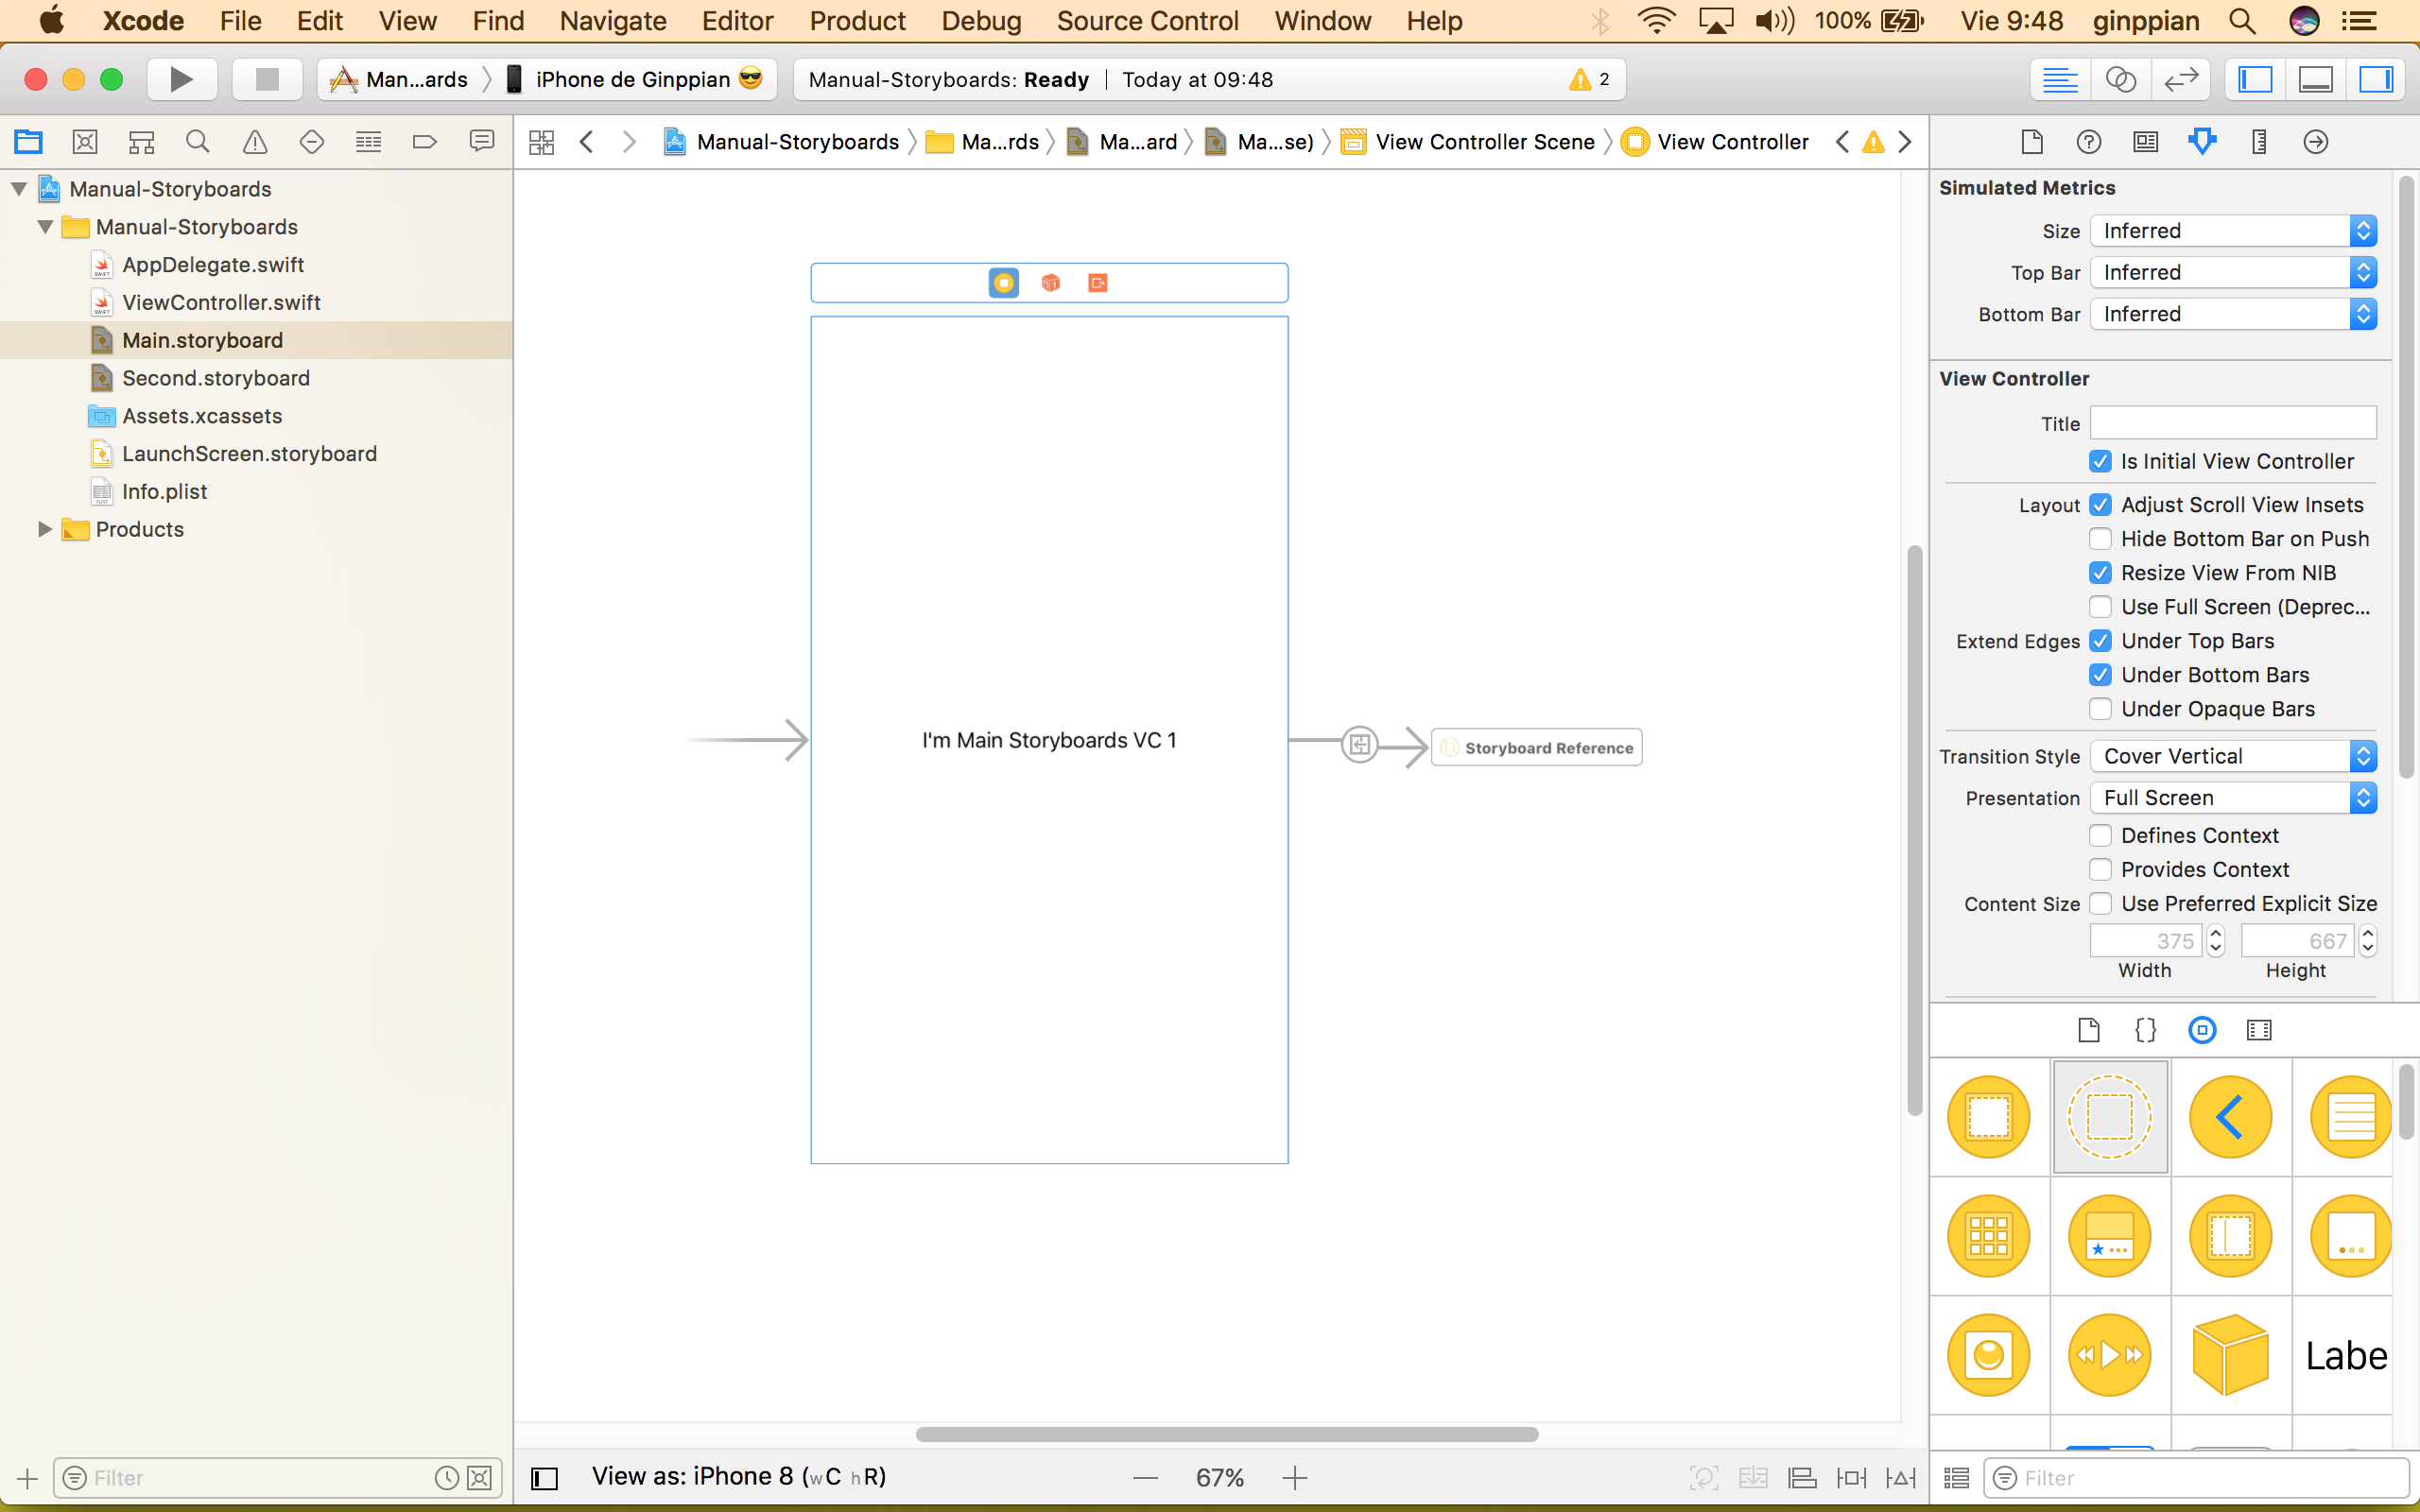 Xcode File Edit View Find Navigate Editor Product Debug Source Control Window Help 100% Vie 9:48 ginppian
Man...ards iPhone de Ginppian 😎 Manual-Storyboards: Ready | Today at 09:48 2
Manual-Storyboards Ma...rds Ma...ard Ma...se) View Controller Scene View Controller
Manual-Storyboards
Manual-Storyboards
AppDelegate.swift
ViewController.swift
Main.storyboard
Second.storyboard
Assets.xcassets
LaunchScreen.storyboard
Info.plist
Products
I'm Main Storyboards VC 1
Storyboard Reference
Simulated Metrics
Size Inferred
Top Bar Inferred
Bottom Bar Inferred
View Controller
Title
Is Initial View Controller
Layout Adjust Scroll View Insets
Hide Bottom Bar on Push
Resize View From NIB
Use Full Screen (Deprec...
Extend Edges Under Top Bars
Under Bottom Bars
Under Opaque Bars
Transition Style Cover Vertical
Presentation Full Screen
Defines Context
Provides Context
Content Size Use Preferred Explicit Size
375 667
Width Height
Labe
Filter
View as: iPhone 8 (wC hR) 67%
Filter